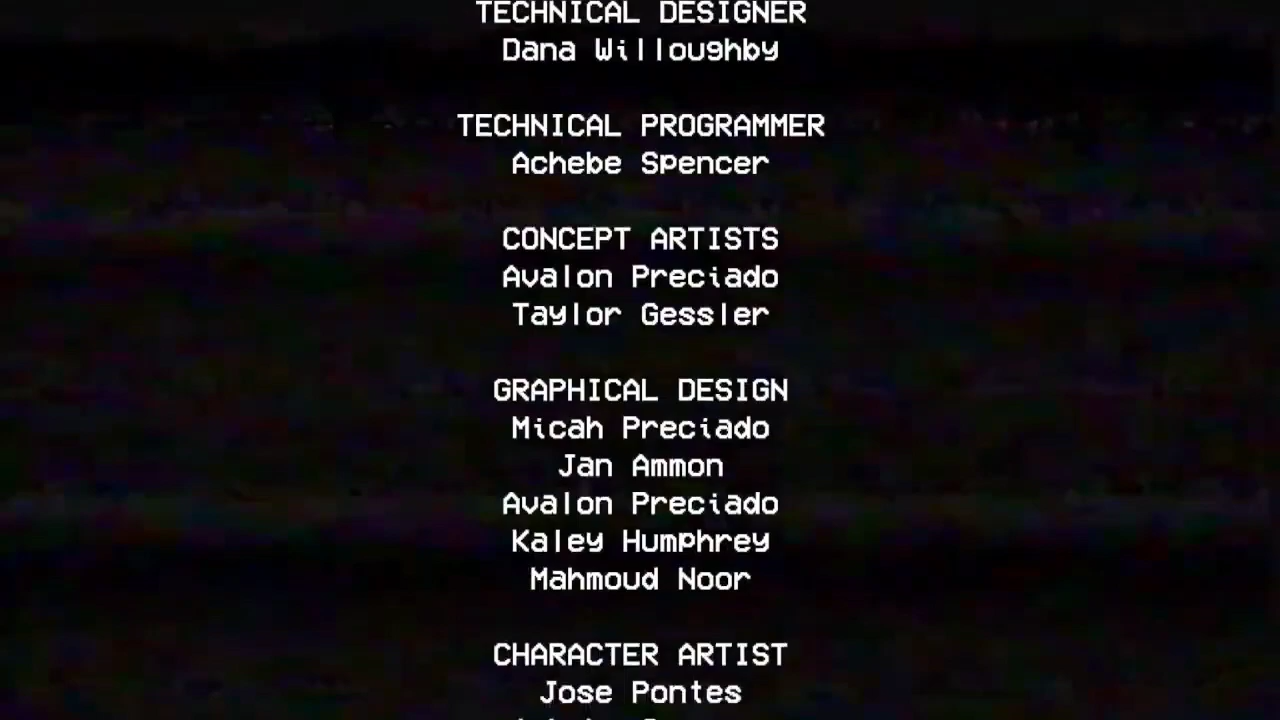 TECHNICAL DESIGNER
Dana Willoughby
TECHNICAL PROGRAMMER
Achebe Spencer
CONCEPT ARTISTS
Avalon Preciado
Taylor Gessler
GRAPHICAL DESIGN
Micah Preciado
Jan Ammon
Avalon Preciado
Kaley Humphrey
Mahmoud Noor
CHARACTER ARTIST
Jose Pontes